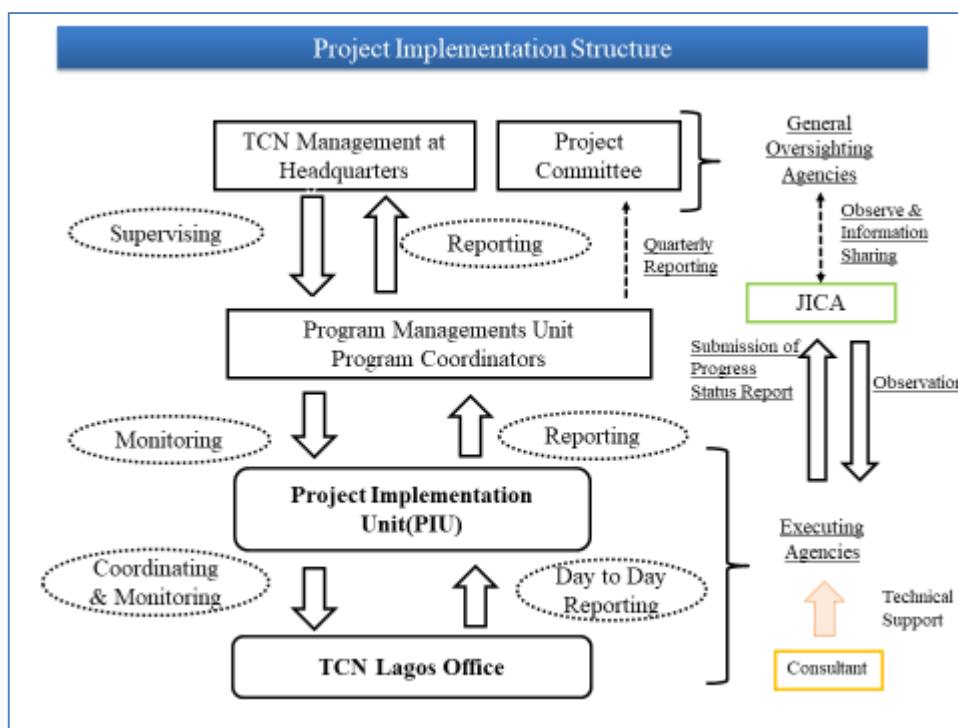 Project Implementation Structure
TCN Management at
Headquarters
Project
Committee
General
Oversighting
Agencies
Supervising
Reporting
Quarterly
Reporting
Observe &
Information
Sharing
JICA
Program Managements Unit
Program Coordinators
Submission of
Progress
Status Report
Observation
Monitoring
Reporting
Project Implementation
Unit(PIU)
Executing
Agencies
Coordinating
& Monitoring
Day to Day
Reporting
Technical
Support
TCN Lagos Office
Consultant